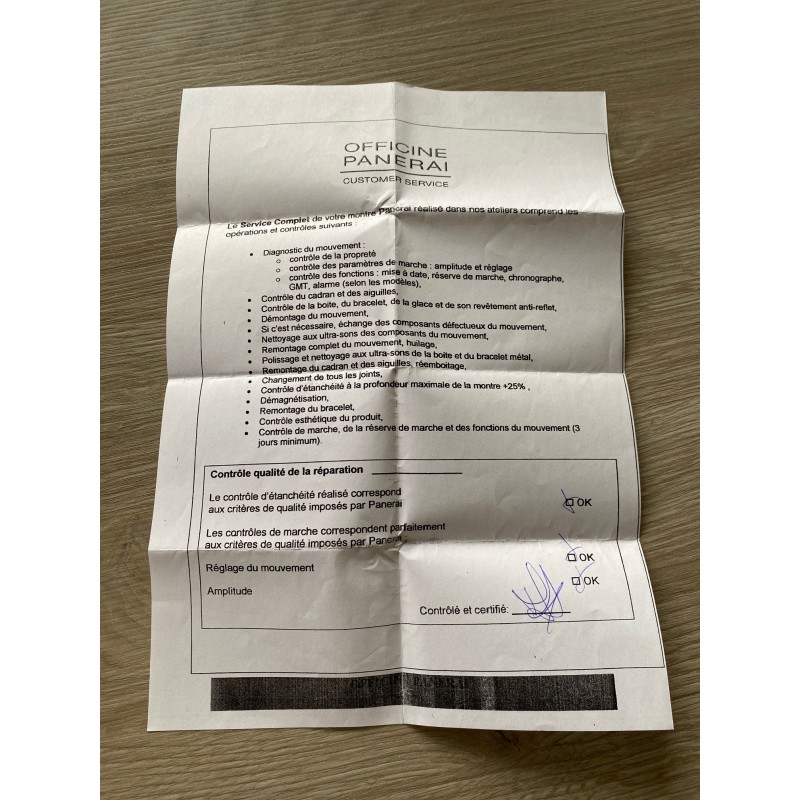 OFFICINE
PANERAI
CUSTOMER SERVICE
Le Service Complet de votre montre Panerai réalisé dans nos ateliers comprend les
opérations et contrôles suivants :
• Diagnostic du mouvement :
o contrôle de la propreté
o contrôle des paramètres de marche : amplitude et réglage
o contrôle des fonctions : mise à date, réserve de marche, chronographe,
GMT, alarme (selon les modèles),
• Contrôle du cadran et des aiguilles,
• Contrôle de la boite, du bracelet, de la glace et de son revêtement anti-reflet,
• Démontage du mouvement,
• Si c'est nécessaire, échange des composants défectueux du mouvement,
• Nettoyage aux ultra-sons des composants du mouvement,
• Remontage complet du mouvement, huilage,
• Polissage et nettoyage aux ultra-sons de la boite et du bracelet métal,
• Remontage du cadran et des aiguilles, réemboitage,
• Changement de tous les joints,
• Contrôle d'étanchéité à la profondeur maximale de la montre +25% ,
• Démagnétisation,
• Remontage du bracelet,
• Contrôle esthétique du produit,
• Contrôle de marche, de la réserve de marche et des fonctions du mouvement (3
jours minimum).
Contrôle qualité de la réparation
Le contrôle d'étanchéité réalisé correspond
aux critères de qualité imposés par Panerai
OK
Les contrôles de marche correspondent parfaitement
aux critères de qualité imposés par Panerai
Réglage du mouvement
OK
Amplitude
OK
Contrôlé et certifié:
PANERAI